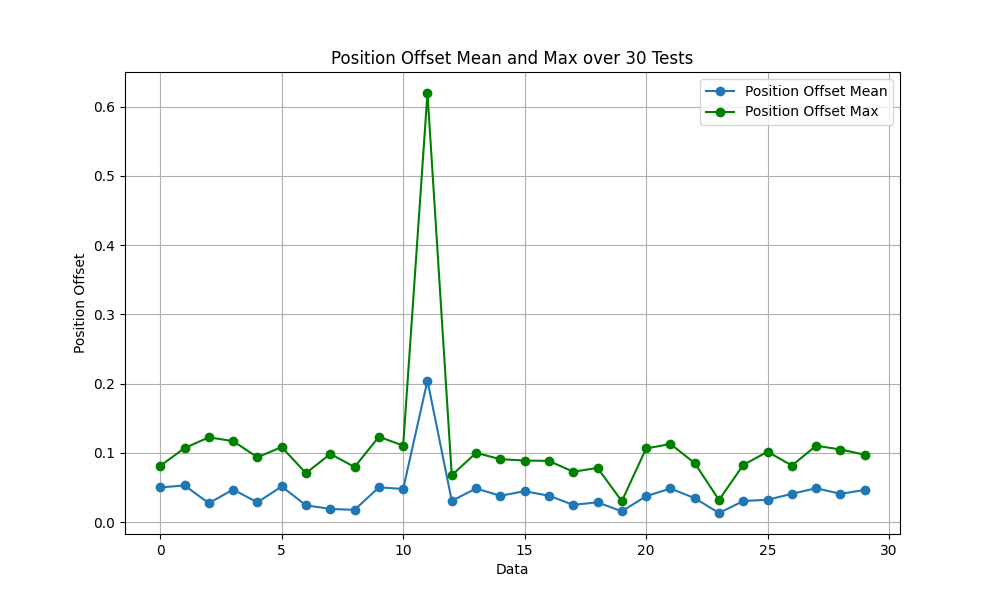 Position Offset Mean and Max over 30 Tests
Position Offset Mean
Position Offset Max
0.6
0.5
0.4
0.3
0.2
0.1
0.0
Position Offset
0 5 10 15 20 25 30
Data